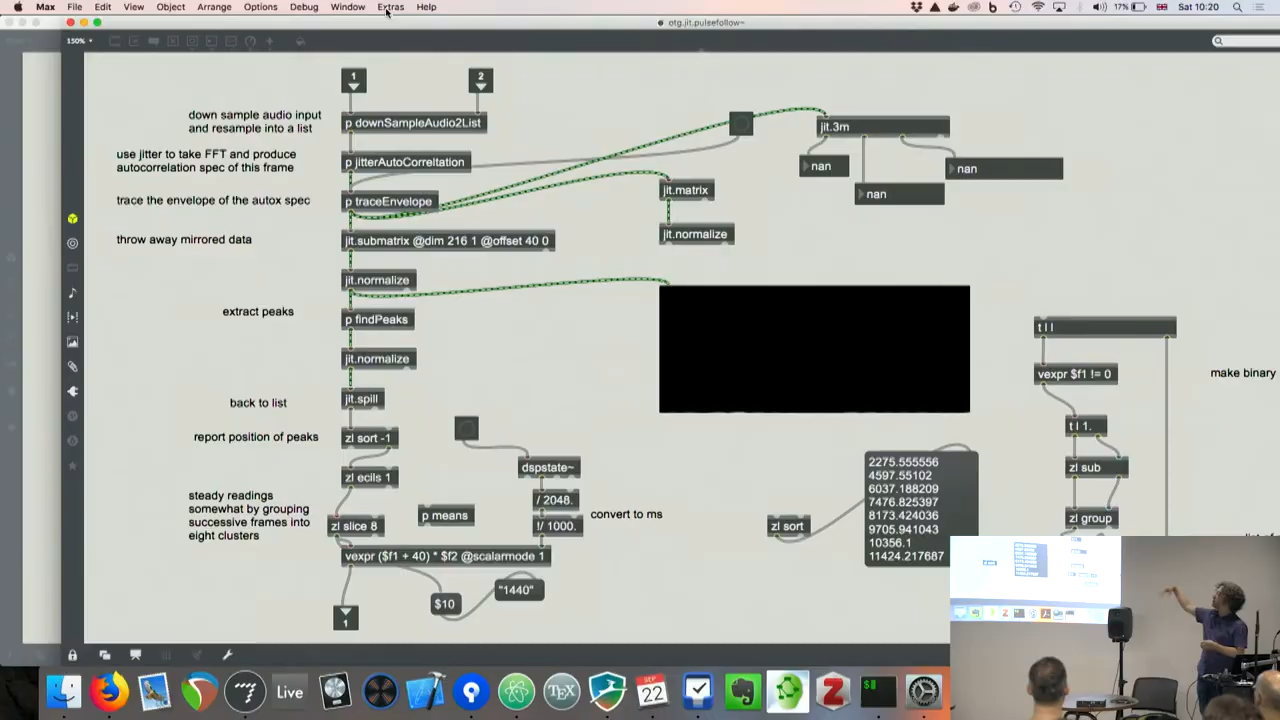 Max File Edit View Object Arrange Options Debug Window Extras Help
17% Sat 10:20
otg.jit.pulsefollow~
150%
1 2
down sample audio input
and resample into a list
p downSampleAudio2List
jit.3m
use jitter to take FFT and produce
autocorrelation spec of this frame
p jitterAutoCorreltation
nan
nan
nan
trace the envelope of the autox spec
p traceEnvelope
jit.matrix
throw away mirrored data
jit.submatrix @dim 216 1 @offset 40 0
jit.normalize
jit.normalize
extract peaks
p findPeaks
t l l
jit.normalize
vexpr $f1 != 0
make binary
back to list
jit.spill
t l 1.
report position of peaks
zl sort -1
dspstate~
zl sub
zl ecils 1
steady readings
somewhat by grouping
successive frames into
eight clusters
/ 2048.
p means
convert to ms
zl slice 8
!/ 1000.
zl sort
2275.555556
4597.55102
6037.188209
7476.825397
8173.424036
9705.941043
10356.1
11424.217687
zl group
vexpr ($f1 + 40) * $f2 @scalarmode 1
"1440"
$10
1
Live
TEX
SEP
22